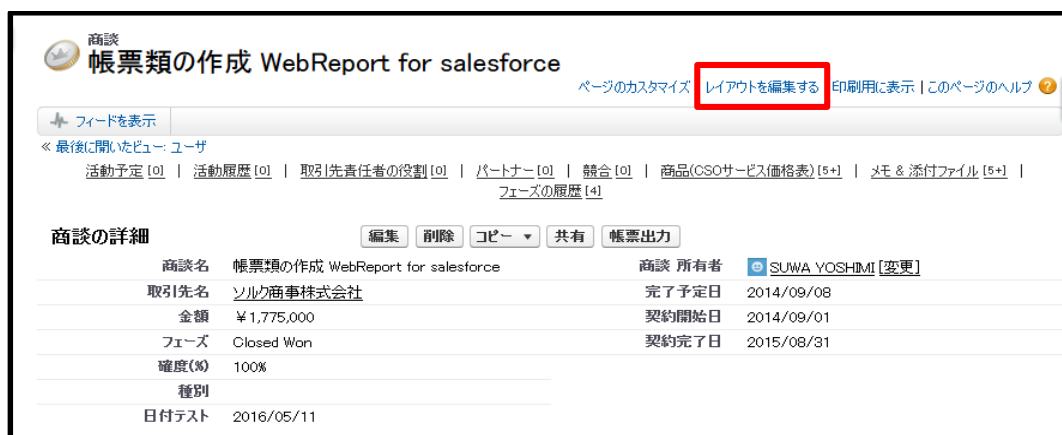 商談
帳票類の作成 WebReport for salesforce
ページのカスタマイズ | レイアウトを編集する | 印刷用に表示 | このページのヘルプ ?
フィードを表示
« 最後に開いたビュー: ユーザ
活動予定 [0] | 活動履歴 [0] | 取引先責任者の役割 [0] | パートナー [0] | 競合 [0] | 商品(CSOサービス価格表) [5+] | メモ & 添付ファイル [5+] |
フェーズの履歴 [4]
商談の詳細 編集 削除 コピー ▼ 共有 帳票出力
商談名 帳票類の作成 WebReport for salesforce 商談 所有者 SUWA YOSHIMI [変更]
取引先名 ソルク商事株式会社 完了予定日 2014/09/08
金額 ¥1,775,000 契約開始日 2014/09/01
フェーズ Closed Won 契約完了日 2015/08/31
確度(%) 100%
種別
日付テスト 2016/05/11